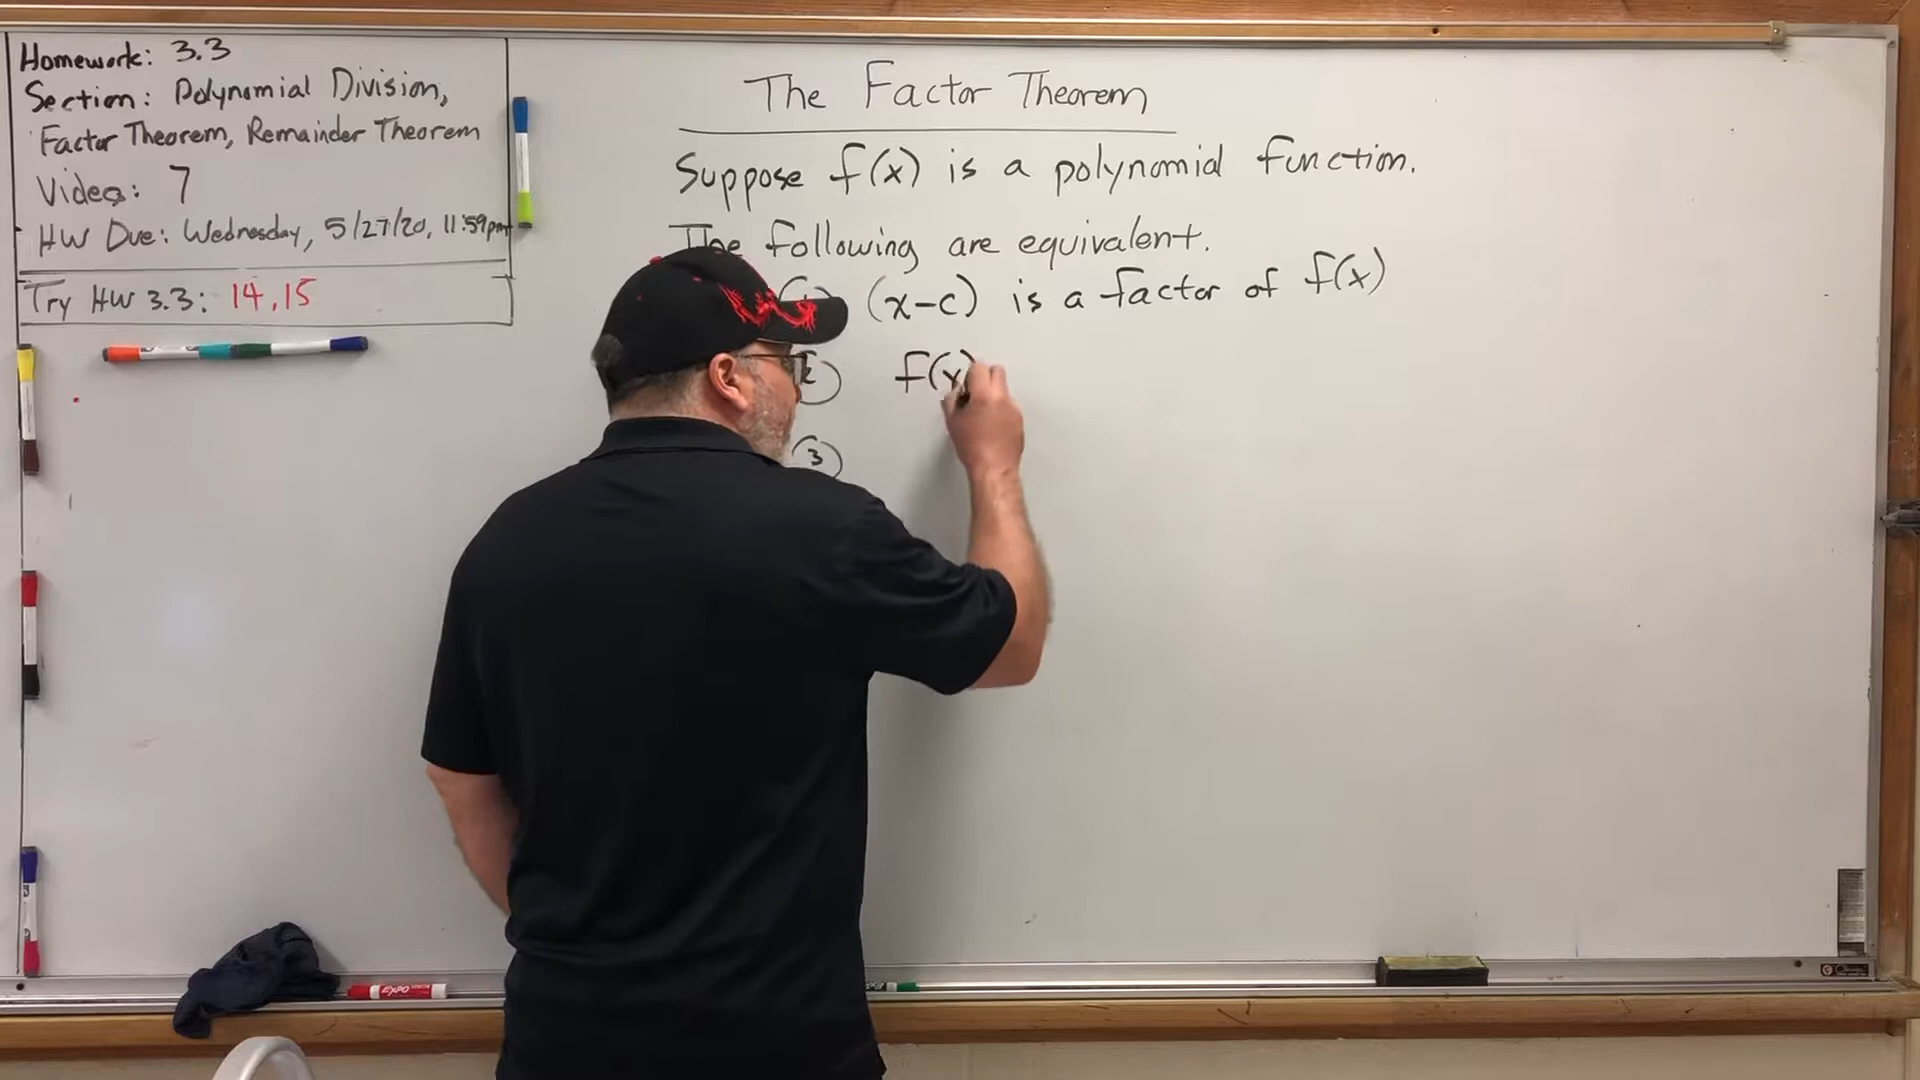 Homework: 3.3
Section: Polynomial Division,
Factor Theorem, Remainder Theorem
Video: 7
HW Due: Wednesday, 5/27/20, 11:59pm
Try HW 3.3: 14,15
The Factor Theorem
Suppose f(x) is a polynomial function.
The following are equivalent.
(x-c) is a factor of f(x)
2 f(x)
3
EXPO